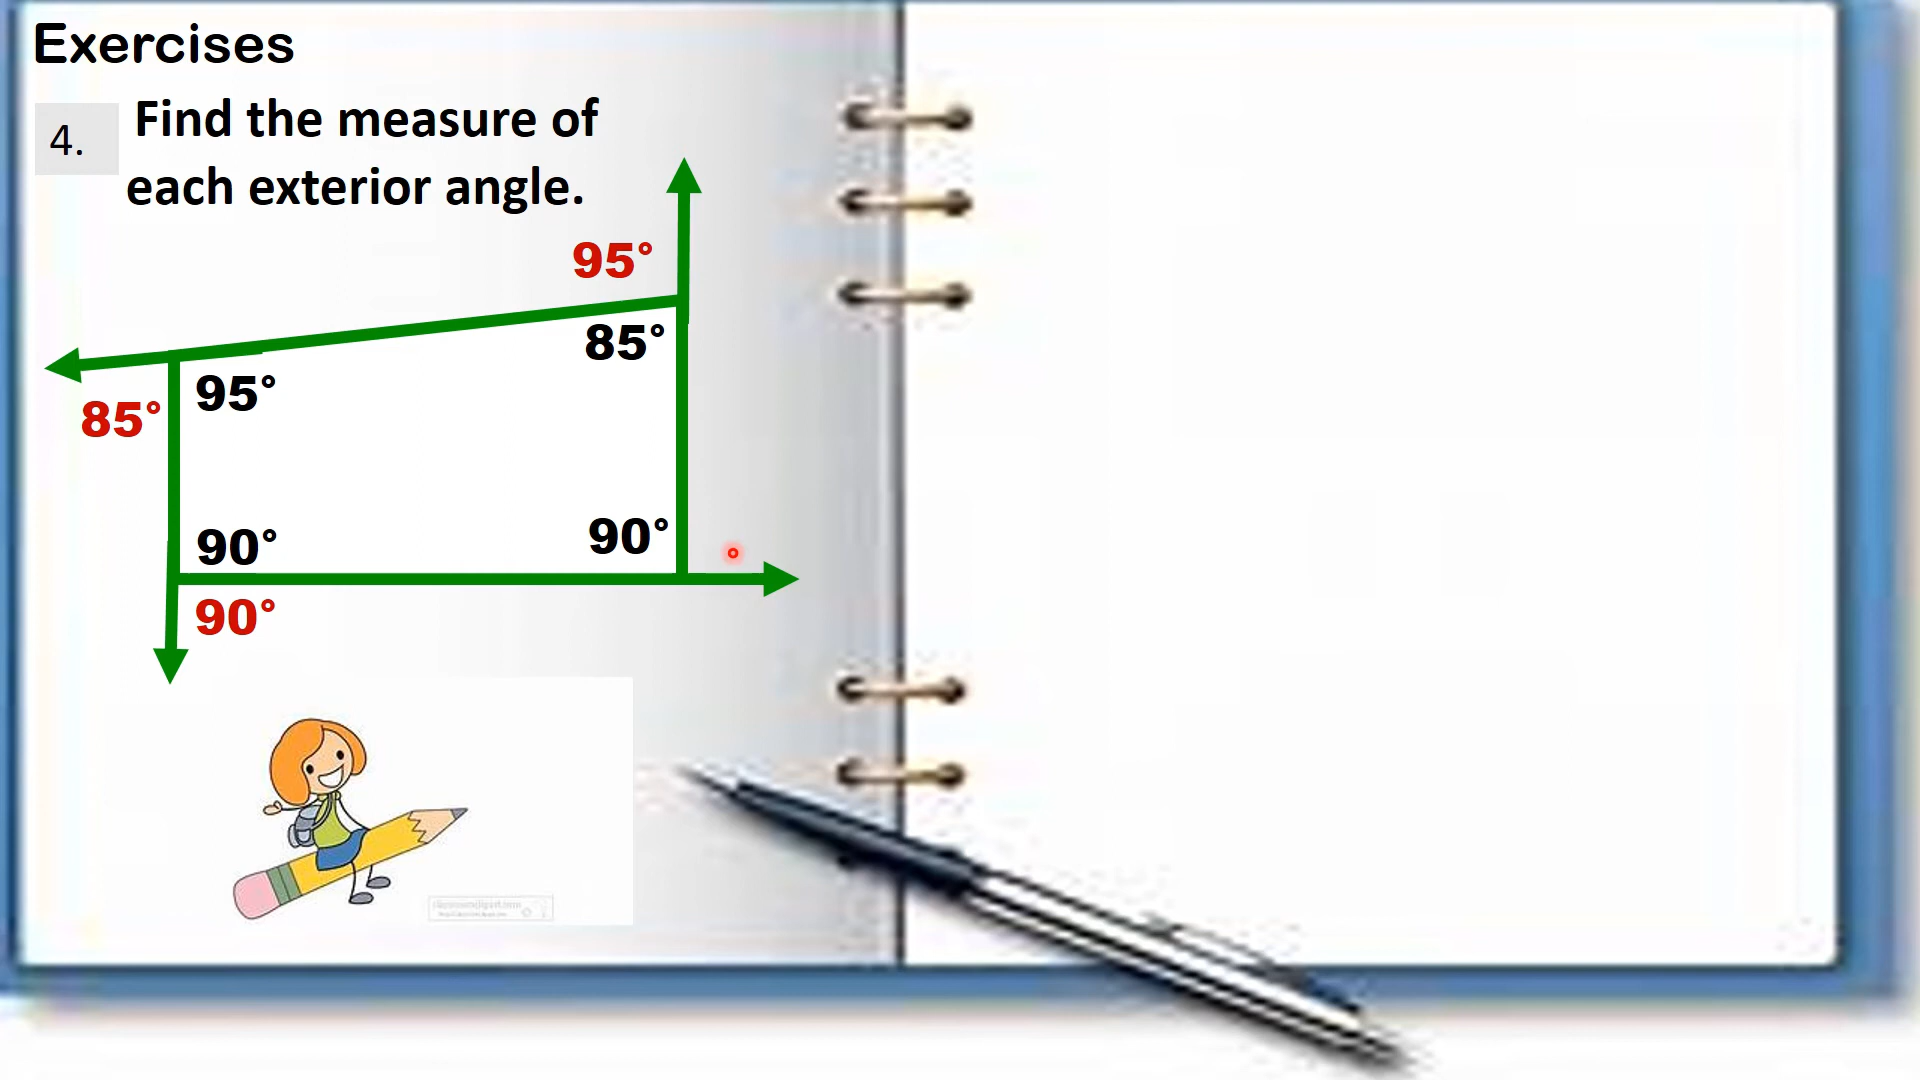 Exercises
4. Find the measure of
each exterior angle.
95°
85°
95°
85°
90°
90°
90°